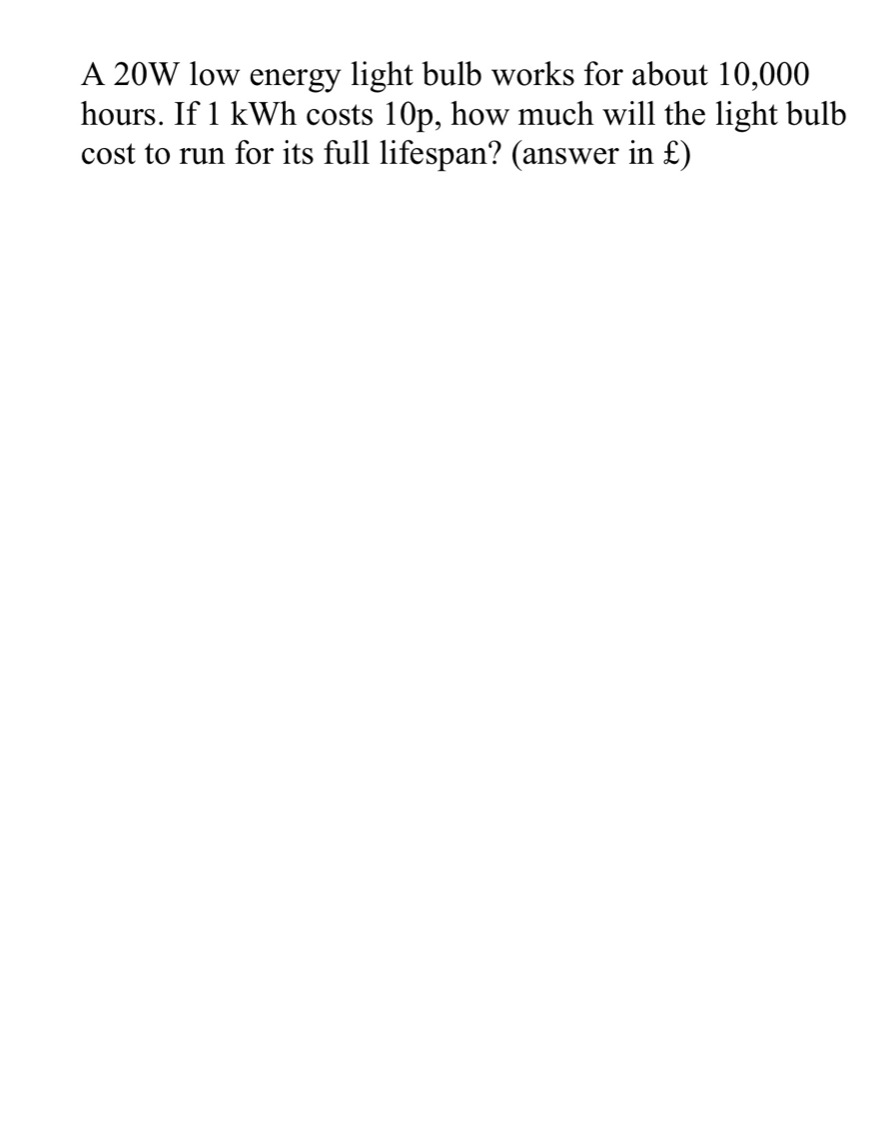 A 20W low energy light bulb works for about 10,000
hours. If 1 kWh costs 10p, how much will the light bulb
cost to run for its full lifespan? (answer in £)